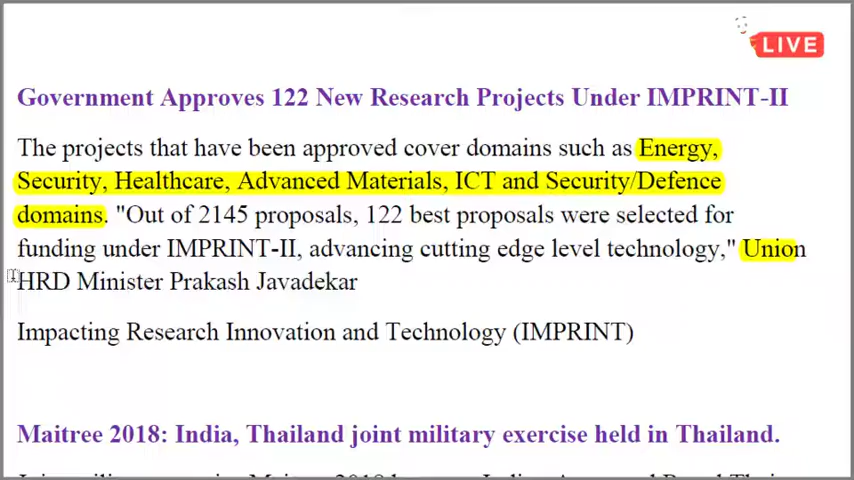 LIVE
Government Approves 122 New Research Projects Under IMPRINT-II
The projects that have been approved cover domains such as Energy,
Security, Healthcare, Advanced Materials, ICT and Security/Defence
domains. "Out of 2145 proposals, 122 best proposals were selected for
funding under IMPRINT-II, advancing cutting edge level technology," Union
HRD Minister Prakash Javadekar
Impacting Research Innovation and Technology (IMPRINT)
Maitree 2018: India, Thailand joint military exercise held in Thailand.